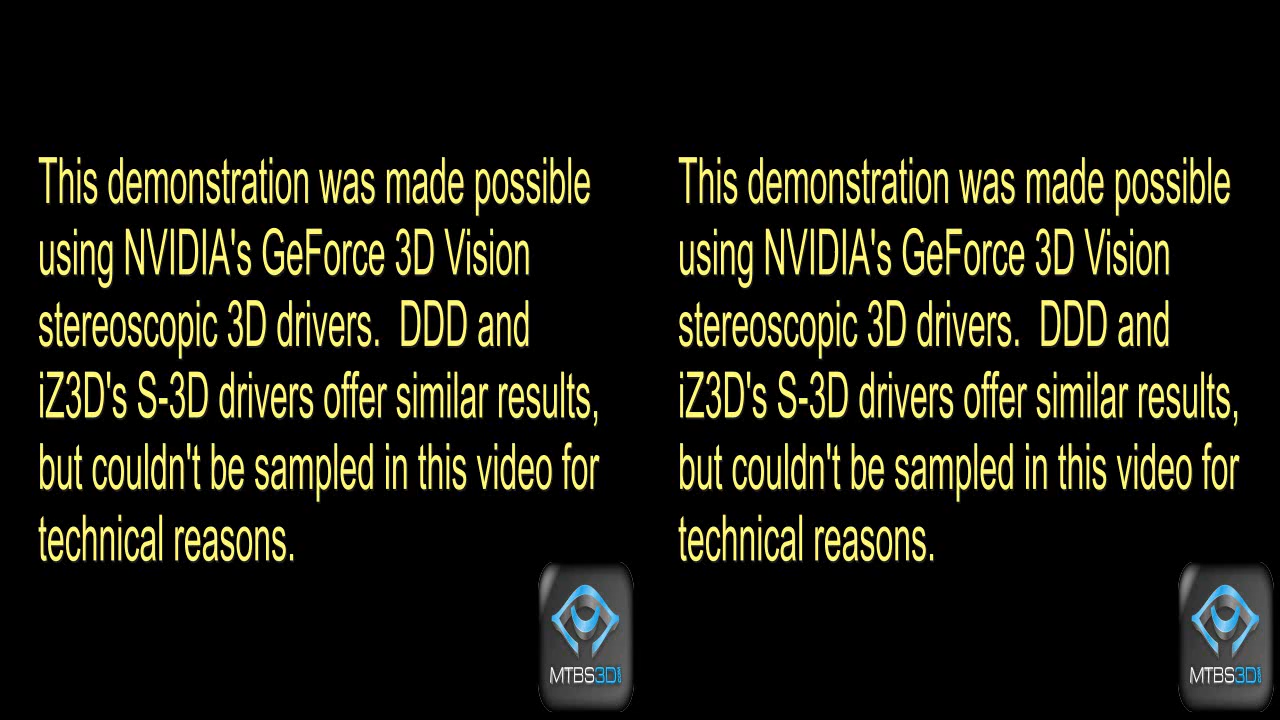 This demonstration was made possible
using NVIDIA's GeForce 3D Vision
stereoscopic 3D drivers.  DDD and
iZ3D's S-3D drivers offer similar results,
but couldn't be sampled in this video for
technical reasons.
MTBS3D
This demonstration was made possible
using NVIDIA's GeForce 3D Vision
stereoscopic 3D drivers.  DDD and
iZ3D's S-3D drivers offer similar results,
but couldn't be sampled in this video for
technical reasons.
MTBS3D